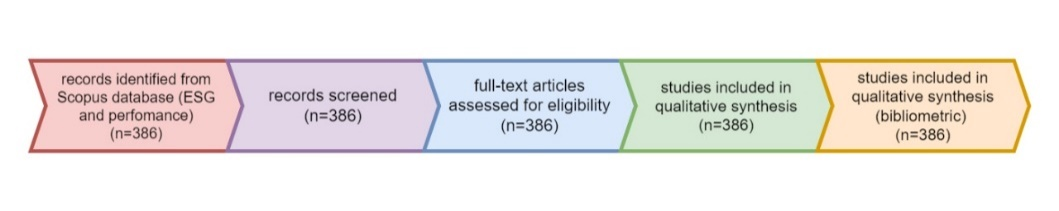 records identified from
Scopus database (ESG
and perfomance)
(n=386)
records screened
(n=386)
full-text articles
assessed for eligibility
(n=386)
studies included in
qualitative synthesis
(n=386)
studies included in
qualitative synthesis
(bibliometric)
(n=386)